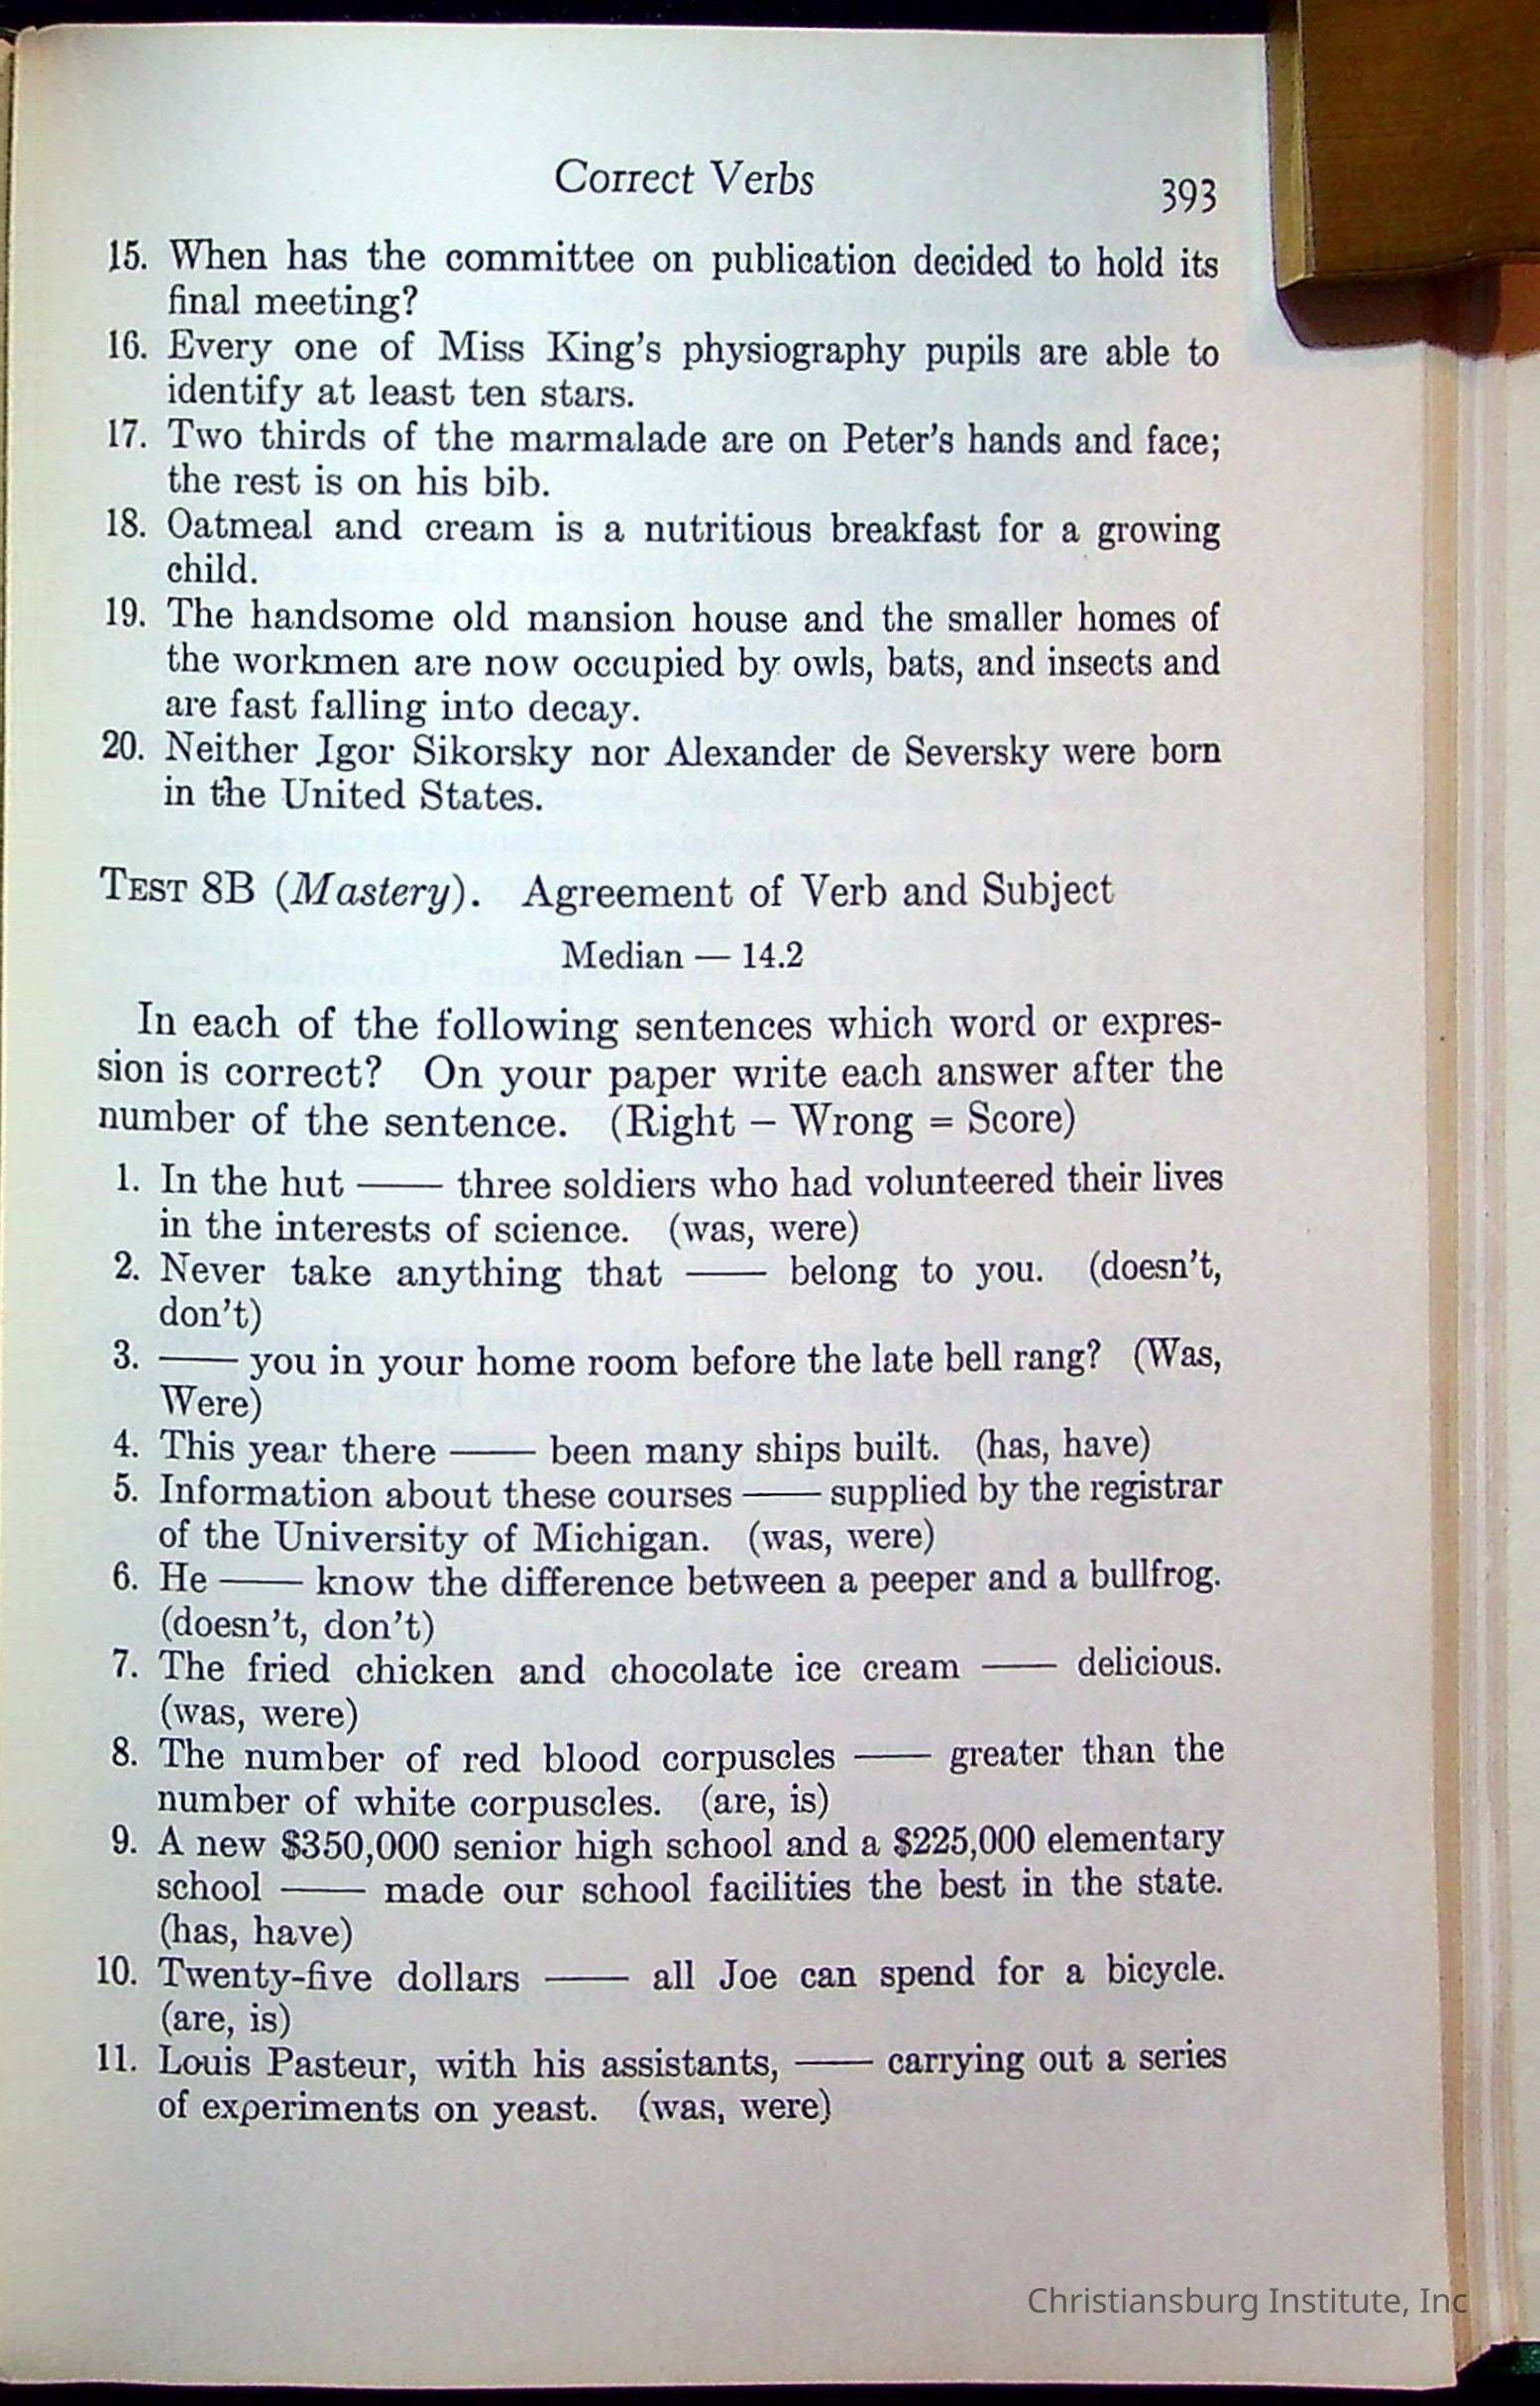 Correct Verbs 393
15. When has the committee on publication decided to hold its
final meeting?
16. Every one of Miss King's physiography pupils are able to
identify at least ten stars.
17. Two thirds of the marmalade are on Peter's hands and face;
the rest is on his bib.
18. Oatmeal and cream is a nutritious breakfast for a growing
child.
19. The handsome old mansion house and the smaller homes of
the workmen are now occupied by owls, bats, and insects and
are fast falling into decay.
20. Neither Igor Sikorsky nor Alexander de Seversky were born
in the United States.
TEST 8B (Mastery). Agreement of Verb and Subject
Median — 14.2
In each of the following sentences which word or expres-
sion is correct? On your paper write each answer after the
number of the sentence. (Right – Wrong = Score)
1. In the hut —— three soldiers who had volunteered their lives
in the interests of science. (was, were)
2. Never take anything that —— belong to you. (doesn't,
don't)
3. —— you in your home room before the late bell rang? (Was,
Were)
4. This year there —— been many ships built. (has, have)
5. Information about these courses —— supplied by the registrar
of the University of Michigan. (was, were)
6. He —— know the difference between a peeper and a bullfrog.
(doesn't, don't)
7. The fried chicken and chocolate ice cream —— delicious.
(was, were)
8. The number of red blood corpuscles —— greater than the
number of white corpuscles. (are, is)
9. A new $350,000 senior high school and a $225,000 elementary
school —— made our school facilities the best in the state.
(has, have)
10. Twenty-five dollars —— all Joe can spend for a bicycle.
(are, is)
11. Louis Pasteur, with his assistants, —— carrying out a series
of experiments on yeast. (was, were)
Christiansburg Institute, Inc